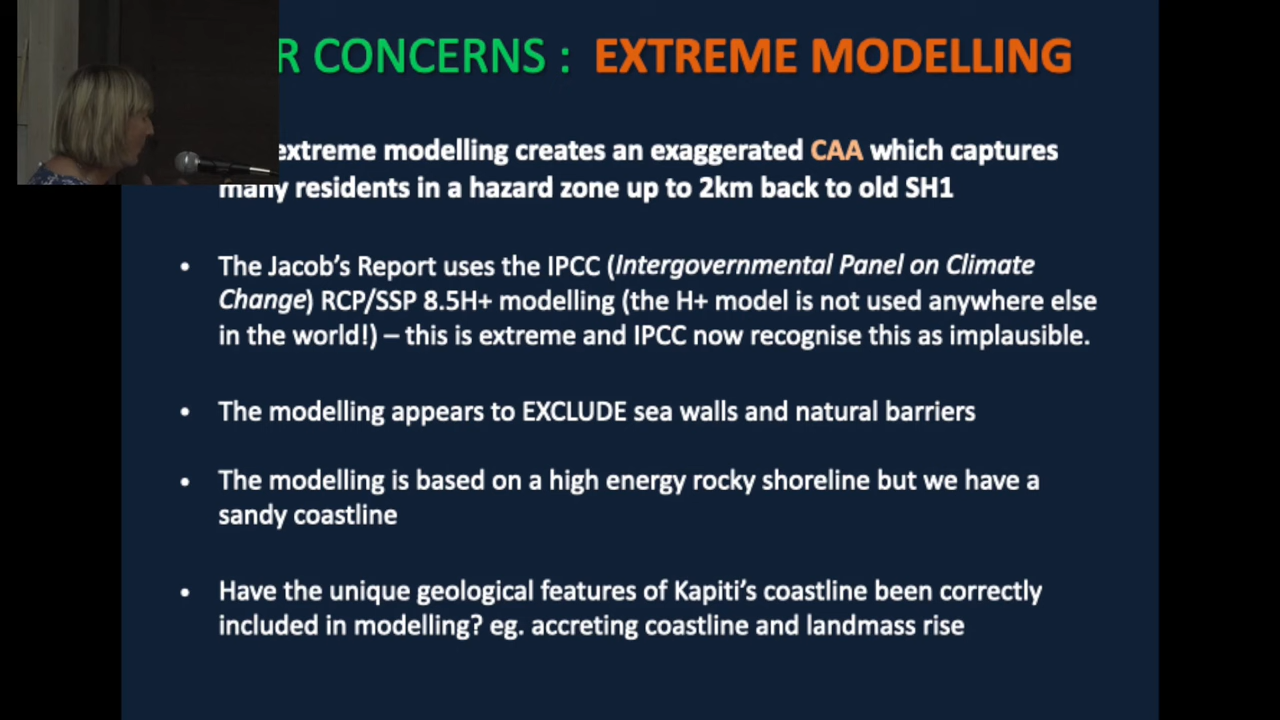 R CONCERNS : EXTREME MODELLING
extreme modelling creates an exaggerated CAA which captures
many residents in a hazard zone up to 2km back to old SH1
• The Jacob’s Report uses the IPCC (Intergovernmental Panel on Climate
Change) RCP/SSP 8.5H+ modelling (the H+ model is not used anywhere else
in the world!) – this is extreme and IPCC now recognise this as implausible.
• The modelling appears to EXCLUDE sea walls and natural barriers
• The modelling is based on a high energy rocky shoreline but we have a
sandy coastline
• Have the unique geological features of Kapiti’s coastline been correctly
included in modelling? eg. accreting coastline and landmass rise